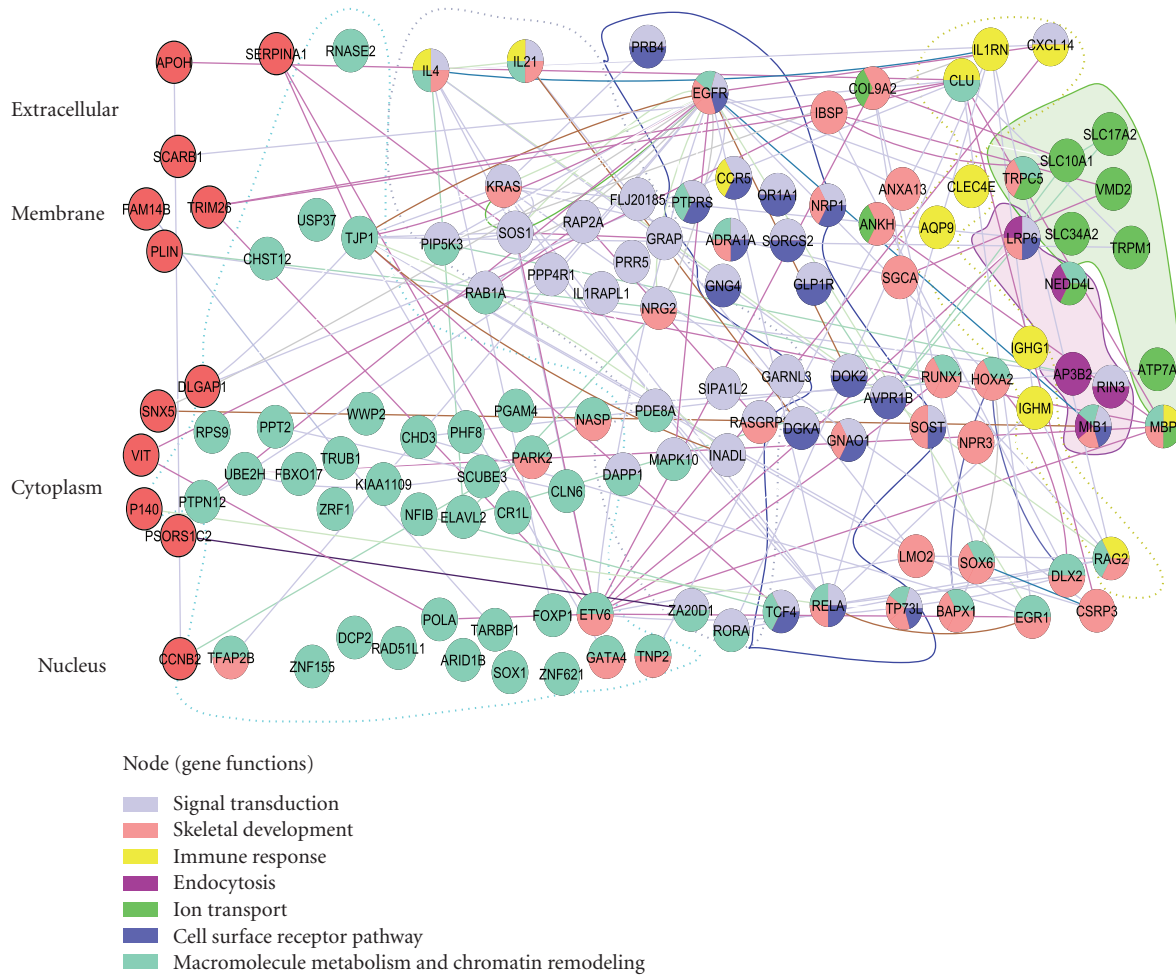 Extracellular
Membrane
Cytoplasm
Nucleus
APOH
SERPINA1
RNASE2
IL4
IL21
PRB4
EGFR
COL9A2
IBSP
CLU
IL1RN
CXCL14
SCARB1
FAM14B
TRIM26
PLIN
USP37
CHST12
TJP1
KRAS
PIP5K3
SOS1
RAP2A
FLJ20185
GRAP
PTPRS
CCR5
OR1A1
NRP1
ANXA13
ANKH
AQP9
CLEC4E
TRPC5
SLC10A1
SLC17A2
VMD2
SLC34A2
TRPM1
LRP6
NEDD4L
ADRA1A
SORCS2
SGCA
PPP4R1
PRR5
RAB1A
IL1RAPL1
NRG2
GNG4
GLP1R
IGHG1
AP3B2
RIN3
ATP7A
DLGAP1
SNX5
VIT
P140
PSORS1C2
RPS9
PPT2
WWP2
PGAM4
NASP
PDE8A
SIPA1L2
GARNL3
DOK2
AVPR1B
RUNX1
HOXA2
IGHM
MIB1
MBP
RASGRP
DGKA
GNAO1
SOST
NPR3
CHD3
PHF8
PARK2
MAPK10
INADL
DAPP1
UBE2H
FBXO17
TRUB1
KIAA1109
SCUBE3
CLN6
PTPN12
ZRF1
NFIB
ELAVL2
CR1L
LMO2
SOX6
DLX2
RAG2
CSRP3
CCNB2
TFAP2B
ZNF155
DCP2
RAD51L1
POLA
TARBP1
FOXP1
ETV6
ARID1B
SOX1
ZNF621
GATA4
TNP2
ZA20D1
RORA
TCF4
RELA
TP73L
BAPX1
EGR1
Node (gene functions)
Signal transduction
Skeletal development
Immune response
Endocytosis
Ion transport
Cell surface receptor pathway
Macromolecule metabolism and chromatin remodeling